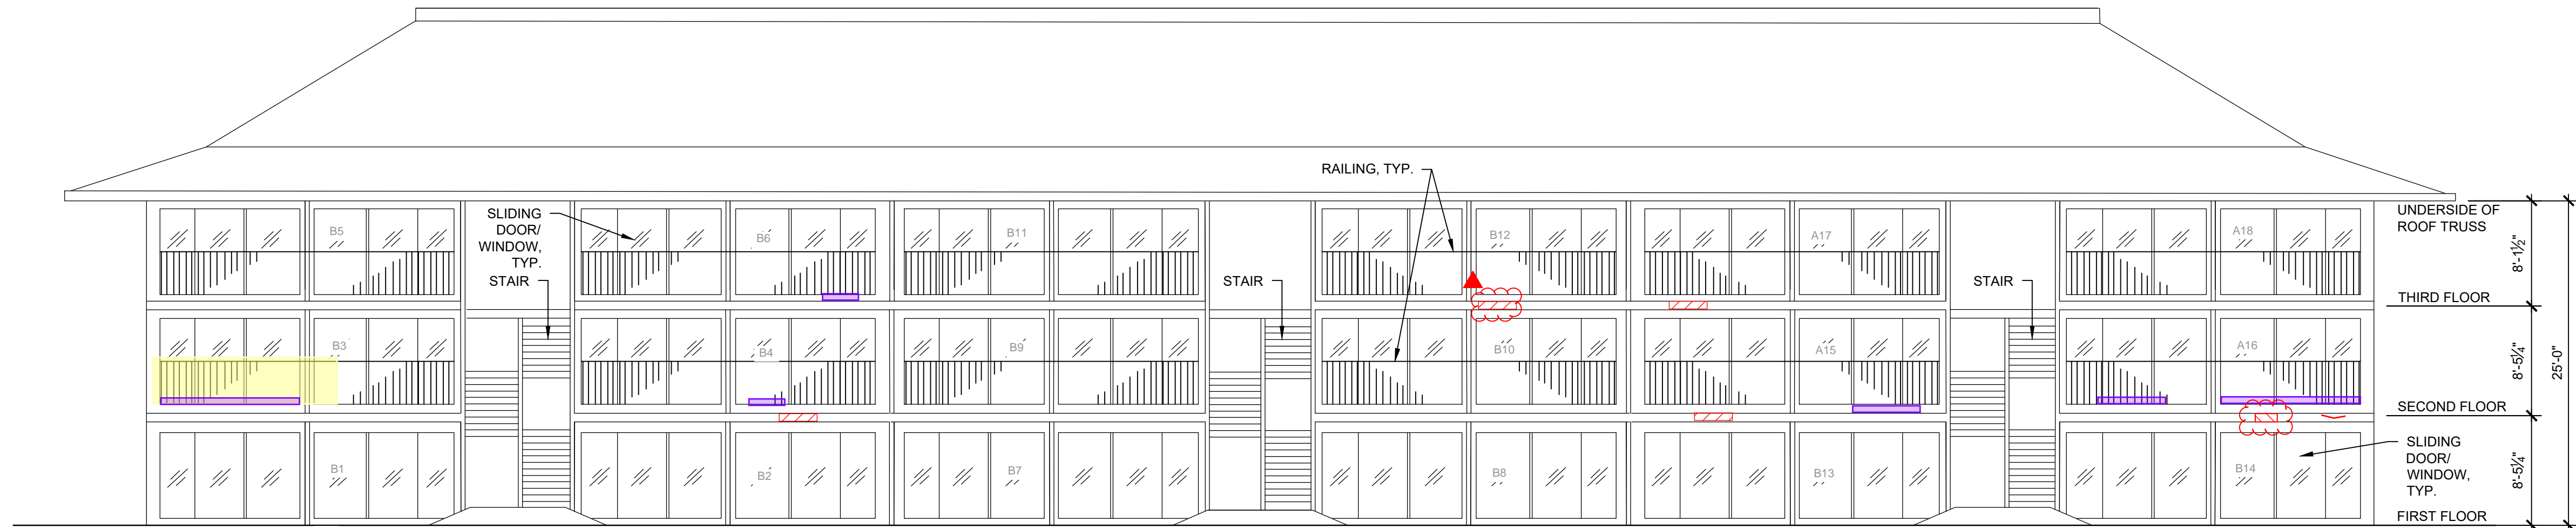 RAILING, TYP.
SLIDING
DOOR/
WINDOW,
TYP.
STAIR
STAIR
STAIR
B5
B6
B11
B12
A17
A18
UNDERSIDE OF
ROOF TRUSS
8'-1½"
THIRD FLOOR
B3
B4
B9
B10
A15
A16
8'-5¼"
25'-0"
SECOND FLOOR
B1
B2
B7
B8
B13
B14
SLIDING
DOOR/
WINDOW,
TYP.
8'-5¼"
FIRST FLOOR